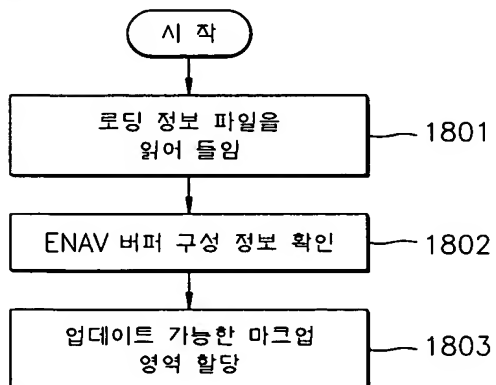 시 작
로딩 정보 파일을
읽어 들임
1801
ENAV 버퍼 구성 정보 확인
1802
업데이트 가능한 마크업
영역 할당
1803